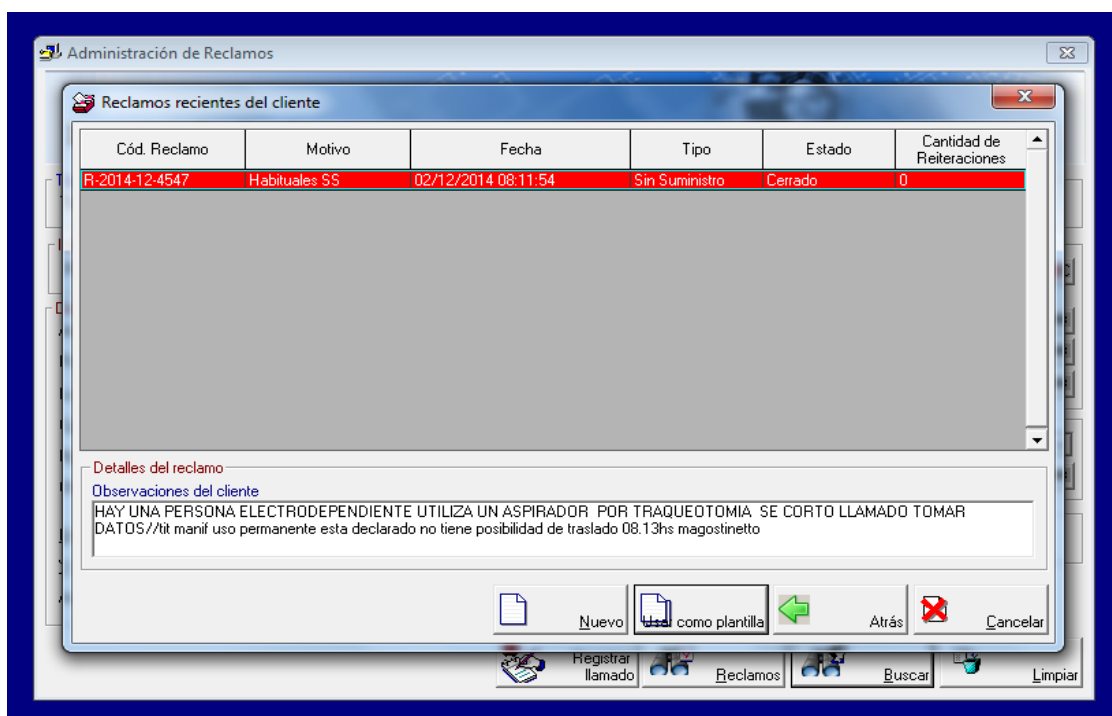 Administración de Reclamos
Reclamos recientes del cliente
Cód. Reclamo Motivo Fecha Tipo Estado Cantidad de Reiteraciones
R-2014-12-4547 Habituales SS 02/12/2014 08:11:54 Sin Suministro Cerrado 0
Detalles del reclamo
Observaciones del cliente
HAY UNA PERSONA ELECTRODEPENDIENTE UTILIZA UN ASPIRADOR POR TRAQUEOTOMIA SE CORTO LLAMADO TOMAR
DATOS//tit manif uso permanente esta declarado no tiene posibilidad de traslado 08.13hs magostinetto
Nuevo Usar como plantilla Atrás Cancelar
Registrar
llamado Reclamos Buscar Limpiar